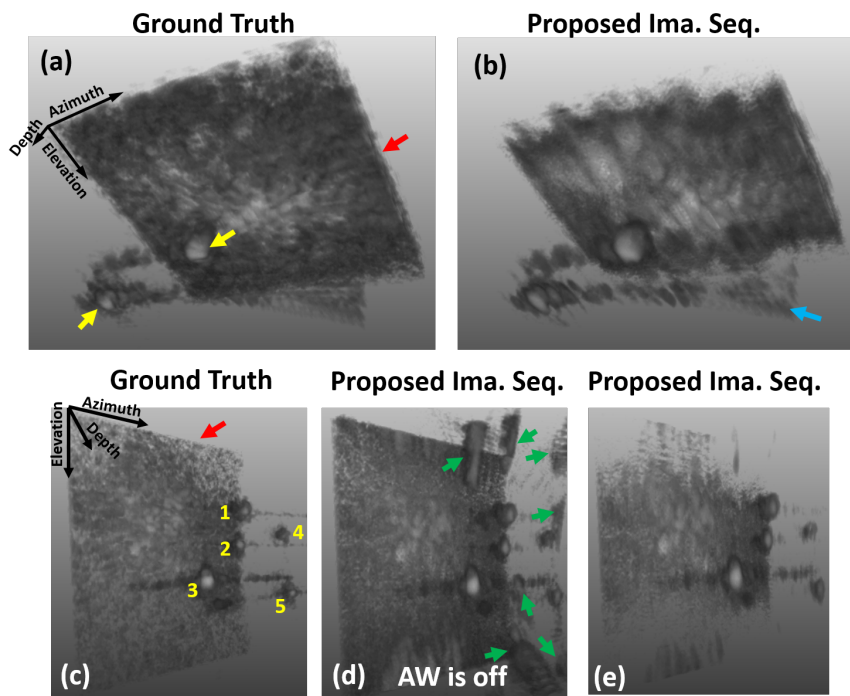 Ground Truth
Proposed Ima. Seq.
(a)
Azimuth
Depth
Elevation
(b)
Ground Truth
Proposed Ima. Seq.
Proposed Ima. Seq.
Azimuth
Elevation
Depth
1
4
2
3
5
(c)
(d)
AW is off
(e)